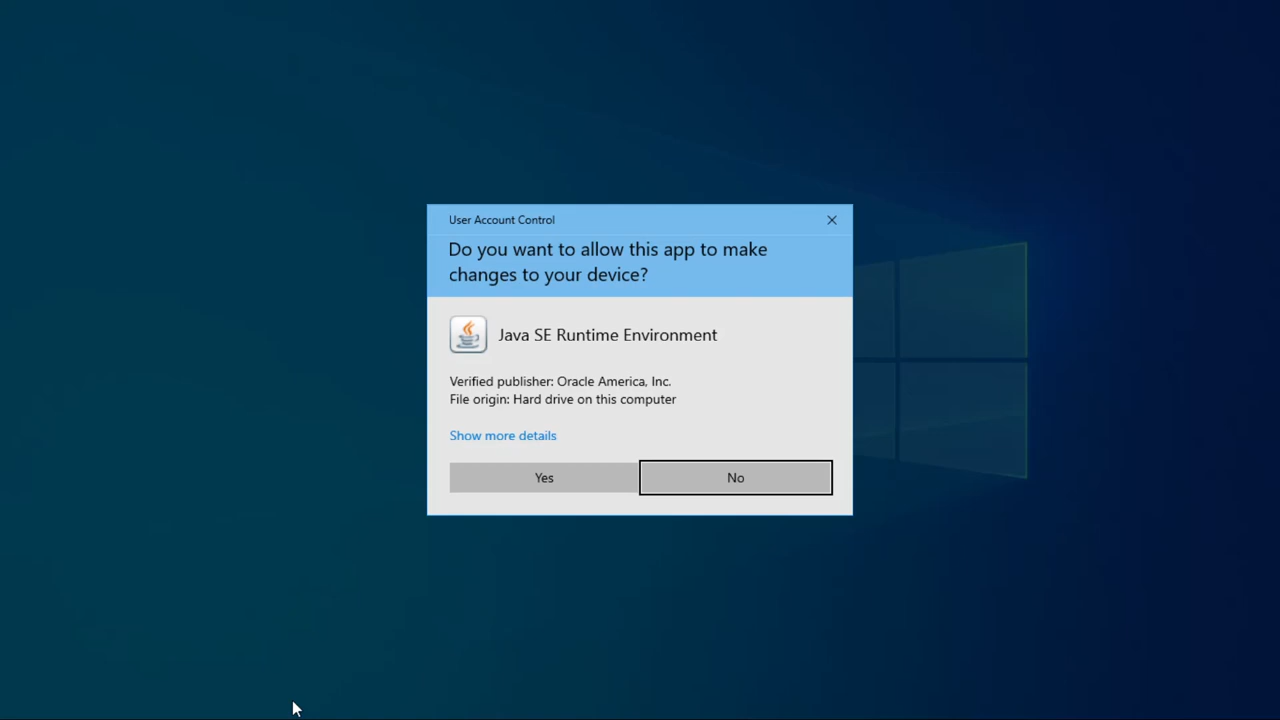 User Account Control
Do you want to allow this app to make
changes to your device?
Java SE Runtime Environment
Verified publisher: Oracle America, Inc.
File origin: Hard drive on this computer
Show more details
Yes
No